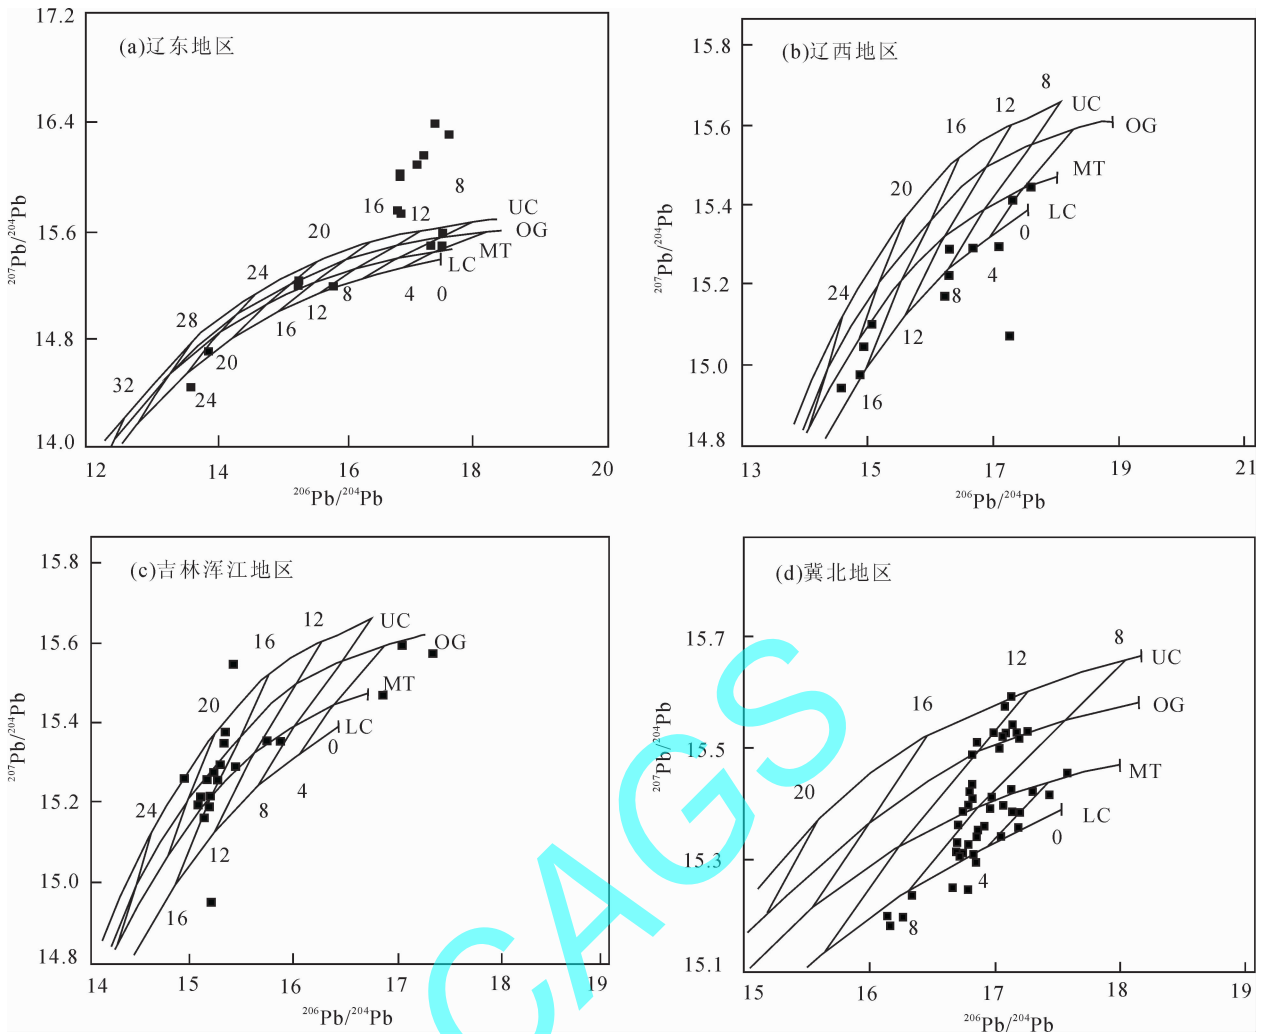 (a)辽东地区
17.2
16.4
15.6
14.8
14.0
12
14
16
18
20
²⁰⁷Pb/²⁰⁴Pb
²⁰⁶Pb/²⁰⁴Pb
32
28
24
20
16
12
8
UC
OG
MT
LC
24
20
16
12
8
4
0
(b)辽西地区
15.8
15.6
15.4
15.2
15.0
14.8
13
15
17
19
21
²⁰⁷Pb/²⁰⁴Pb
²⁰⁶Pb/²⁰⁴Pb
24
20
16
12
8
UC
OG
MT
LC
16
12
8
4
0
(c)吉林浑江地区
15.8
15.6
15.4
15.2
15.0
14.8
14
15
16
17
18
19
²⁰⁷Pb/²⁰⁴Pb
²⁰⁶Pb/²⁰⁴Pb
24
20
16
12
UC
OG
MT
LC
16
12
8
4
0
(d)冀北地区
15.7
15.5
15.3
15.1
15
16
17
18
19
²⁰⁷Pb/²⁰⁴Pb
²⁰⁶Pb/²⁰⁴Pb
20
16
12
8
UC
OG
MT
LC
8
4
0
CAGS